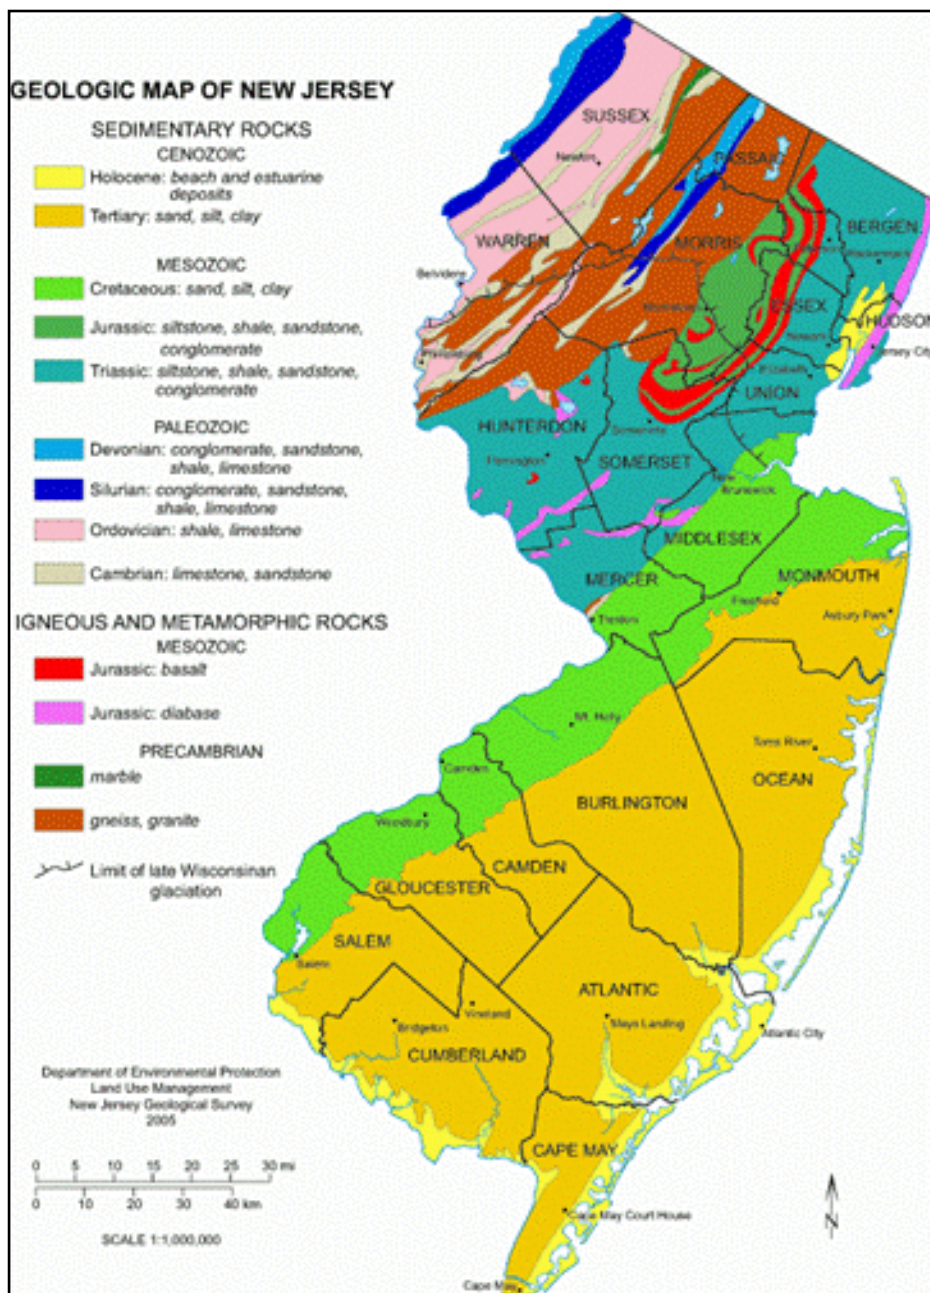 GEOLOGIC MAP OF NEW JERSEY
SEDIMENTARY ROCKS
CENOZOIC
Holocene: beach and estuarine
deposits
Tertiary: sand, silt, clay
MESOZOIC
Cretaceous: sand, silt, clay
Jurassic: siltstone, shale, sandstone,
conglomerate
Triassic: siltstone, shale, sandstone,
conglomerate
PALEOZOIC
Devonian: conglomerate, sandstone,
shale, limestone
Silurian: conglomerate, sandstone,
shale, limestone
Ordovician: shale, limestone
Cambrian: limestone, sandstone
IGNEOUS AND METAMORPHIC ROCKS
MESOZOIC
Jurassic: basalt
Jurassic: diabase
PRECAMBRIAN
marble
gneiss, granite
Limit of late Wisconsinan
glaciation
Department of Environmental Protection
Land Use Management
New Jersey Geological Survey
2005
0 5 10 15 20 25 30 mi
0 10 20 30 40 km
SCALE 1:1,000,000
SUSSEX
Newton
PASSAIC
BERGEN
Hackensack
WARREN
Belvidere
MORRIS
Morristown
ESSEX
Newark
HUDSON
Jersey City
Phillipsburg
Elizabeth
UNION
HUNTERDON
Flemington
Somerville
SOMERSET
New
Brunswick
MIDDLESEX
MERCER
Trenton
MONMOUTH
Freehold
Asbury Park
Mt. Holly
Toms River
OCEAN
Camden
BURLINGTON
Woodbury
CAMDEN
GLOUCESTER
SALEM
Salem
ATLANTIC
Mays Landing
Atlantic City
Vineland
Bridgeton
CUMBERLAND
CAPE MAY
Cape May Court House
Cape May
N